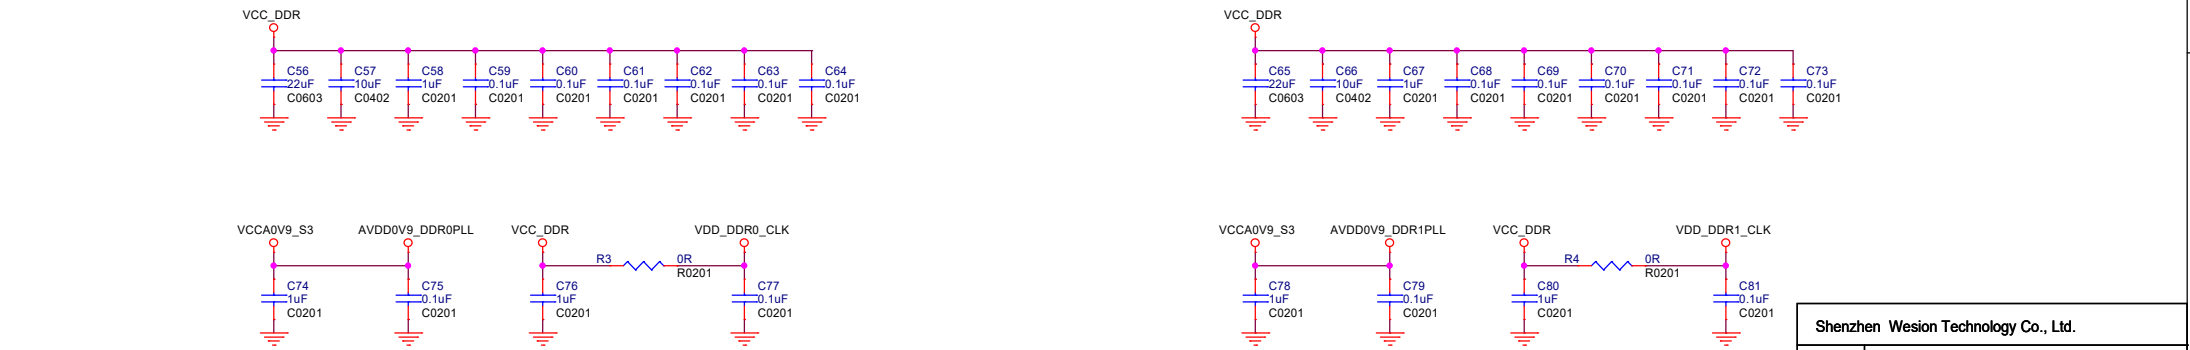 VCC_DDR
VCC_DDR
C56 C57 C58 C59 C60 C61 C62 C63 C64
22uF 10uF 1uF 0.1uF 0.1uF 0.1uF 0.1uF 0.1uF 0.1uF
C0603 C0402 C0201 C0201 C0201 C0201 C0201 C0201 C0201
C65 C66 C67 C68 C69 C70 C71 C72 C73
22uF 10uF 1uF 0.1uF 0.1uF 0.1uF 0.1uF 0.1uF 0.1uF
C0603 C0402 C0201 C0201 C0201 C0201 C0201 C0201 C0201
VCCA0V9_S3 AVDD0V9_DDR0PLL VCC_DDR VDD_DDR0_CLK
R3 0R
R0201
C74 C75 C76 C77
1uF 0.1uF 1uF 0.1uF
C0201 C0201 C0201 C0201
VCCA0V9_S3 AVDD0V9_DDR1PLL VCC_DDR VDD_DDR1_CLK
R4 0R
R0201
C78 C79 C80 C81
1uF 0.1uF 1uF 0.1uF
C0201 C0201 C0201 C0201
Shenzhen Wesion Technology Co., Ltd.